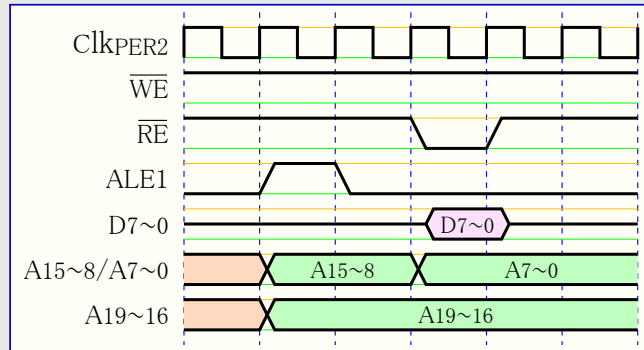 ClkPER2
WE
RE
ALE1
D7~0 D7~0
A15~8/A7~0 A15~8 A7~0
A19~16 A19~16